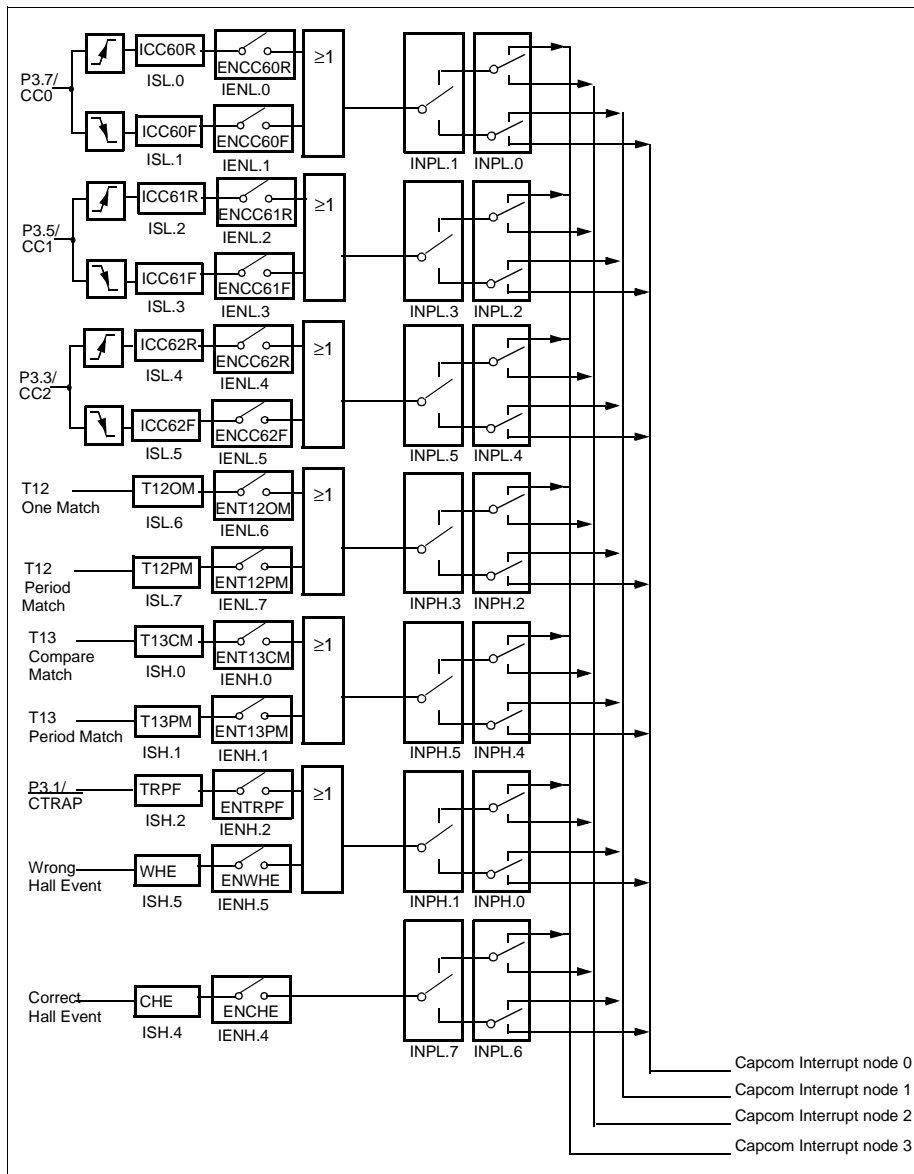 P3.7/
CC0
ICC60R
ISL.0
ENCC60R
IENL.0
≥1
ICC60F
ISL.1
ENCC60F
IENL.1
INPL.1
INPL.0
P3.5/
CC1
ICC61R
ISL.2
ENCC61R
IENL.2
≥1
ICC61F
ISL.3
ENCC61F
IENL.3
INPL.3
INPL.2
P3.3/
CC2
ICC62R
ISL.4
ENCC62R
IENL.4
≥1
ICC62F
ISL.5
ENCC62F
IENL.5
INPL.5
INPL.4
T12
One Match
T12OM
ISL.6
ENT12OM
IENL.6
≥1
T12
Period
Match
T12PM
ISL.7
ENT12PM
IENL.7
INPH.3
INPH.2
T13
Compare
Match
T13CM
ISH.0
ENT13CM
IENH.0
≥1
T13
Period Match
T13PM
ISH.1
ENT13PM
IENH.1
INPH.5
INPH.4
P3.1/
CTRAP
TRPF
ISH.2
ENTRPF
IENH.2
≥1
Wrong
Hall Event
WHE
ISH.5
ENWHE
IENH.5
INPH.1
INPH.0
Correct
Hall Event
CHE
ISH.4
ENCHE
IENH.4
INPL.7
INPL.6
Capcom Interrupt node 0
Capcom Interrupt node 1
Capcom Interrupt node 2
Capcom Interrupt node 3